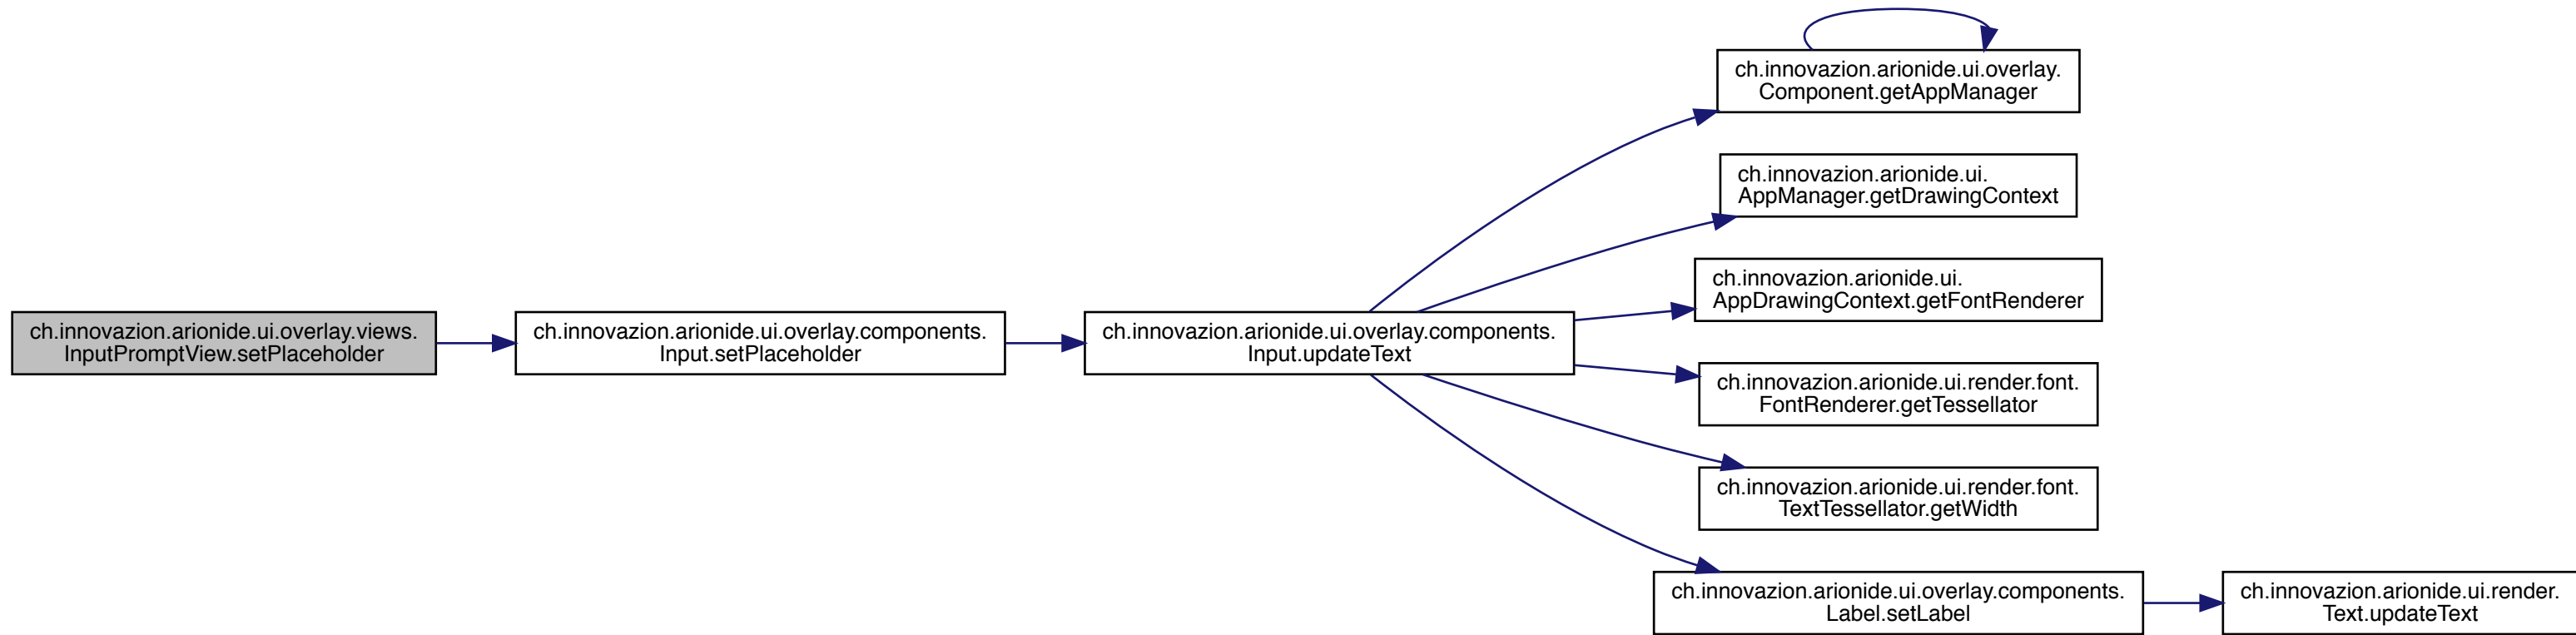 ch.innovazion.arionide.ui.overlay.views.
InputPromptView.setPlaceholder
ch.innovazion.arionide.ui.overlay.components.
Input.setPlaceholder
ch.innovazion.arionide.ui.overlay.components.
Input.updateText
ch.innovazion.arionide.ui.overlay.
Component.getAppManager
ch.innovazion.arionide.ui.
AppManager.getDrawingContext
ch.innovazion.arionide.ui.
AppDrawingContext.getFontRenderer
ch.innovazion.arionide.ui.render.font.
FontRenderer.getTessellator
ch.innovazion.arionide.ui.render.font.
TextTessellator.getWidth
ch.innovazion.arionide.ui.overlay.components.
Label.setLabel
ch.innovazion.arionide.ui.render.
Text.updateText